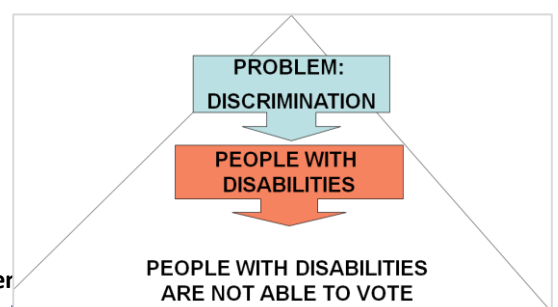 PROBLEM:
DISCRIMINATION
PEOPLE WITH
DISABILITIES
PEOPLE WITH DISABILITIES
ARE NOT ABLE TO VOTE